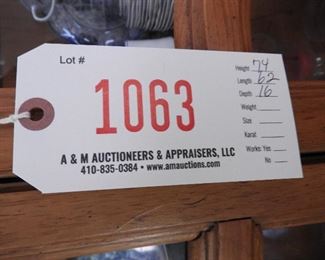 Lot #
1063
Height 74
Length 62
Depth 16
Weight
Size
Karat
Works: Yes
No
A & M AUCTIONEERS & APPRAISERS, LLC
410-835-0384 • www.amauctions.com